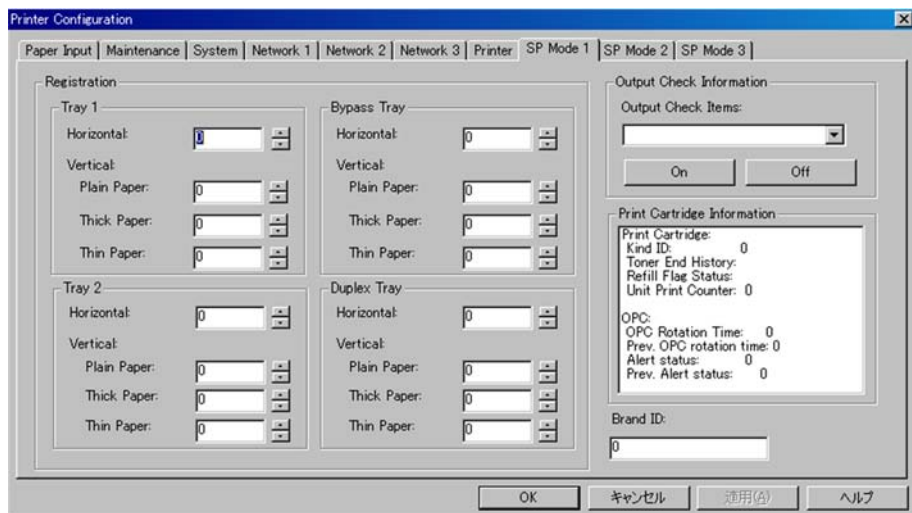 Printer Configuration
Paper Input Maintenance System Network 1 Network 2 Network 3 Printer SP Mode 1 SP Mode 2 SP Mode 3
Registration
Tray 1
Horizontal: 0
Vertical:
Plain Paper: 0
Thick Paper: 0
Thin Paper: 0
Bypass Tray
Horizontal: 0
Vertical:
Plain Paper: 0
Thick Paper: 0
Thin Paper: 0
Tray 2
Horizontal: 0
Vertical:
Plain Paper: 0
Thick Paper: 0
Thin Paper: 0
Duplex Tray
Horizontal: 0
Vertical:
Plain Paper: 0
Thick Paper: 0
Thin Paper: 0
Output Check Information
Output Check Items:
On Off
Print Cartridge Information
Print Cartridge:
Kind ID: 0
Toner End History:
Refill Flag Status:
Unit Print Counter: 0
OPC:
OPC Rotation Time: 0
Prev. OPC rotation time: 0
Alert status: 0
Prev. Alert status: 0
Brand ID:
0
OK キャンセル 適用(A) ヘルプ